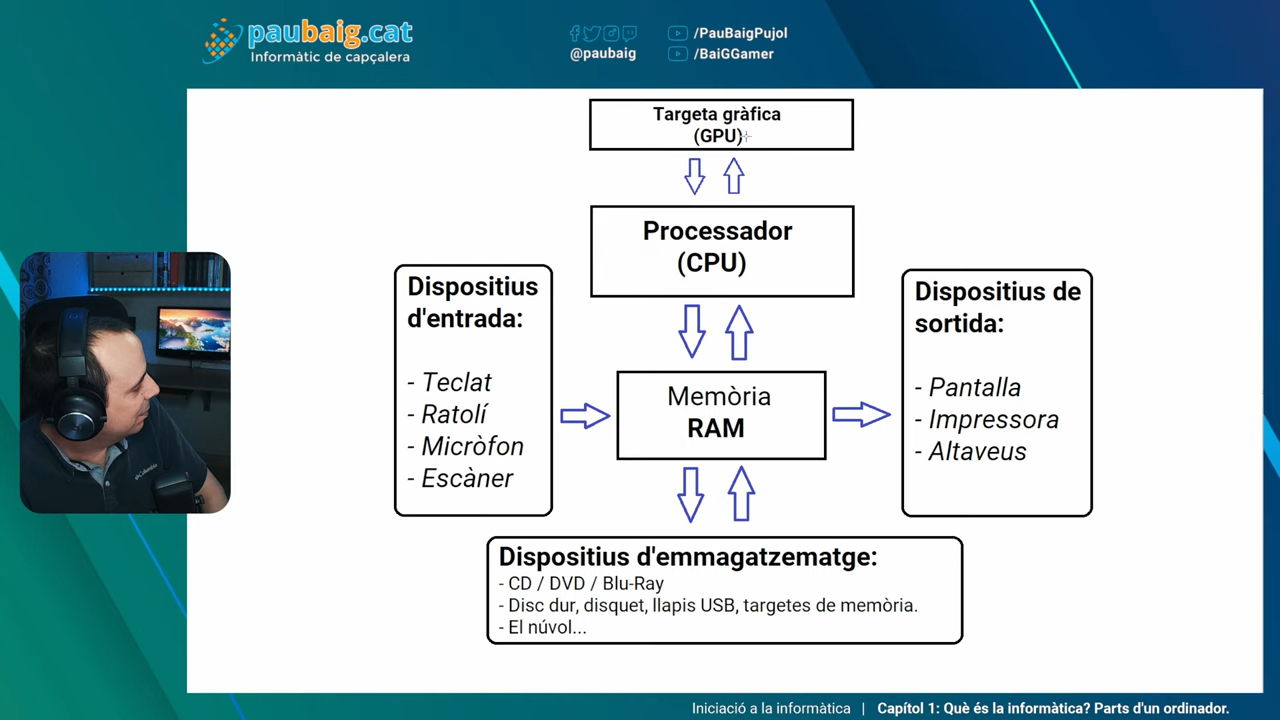 paubaig.cat
Informàtic de capçalera
@paubaig
/PauBaigPujol
/BaiGGamer
Targeta gràfica
(GPU)
Processador
(CPU)
Dispositius
d'entrada:
- Teclat
- Ratolí
- Micròfon
- Escàner
Memòria
RAM
Dispositius de
sortida:
- Pantalla
- Impressora
- Altaveus
Dispositius d'emmagatzematge:
- CD / DVD / Blu-Ray
- Disc dur, disquet, llapis USB, targetes de memòria.
- El núvol...
Iniciació a la informàtica | Capítol 1: Què és la informàtica? Parts d'un ordinador.